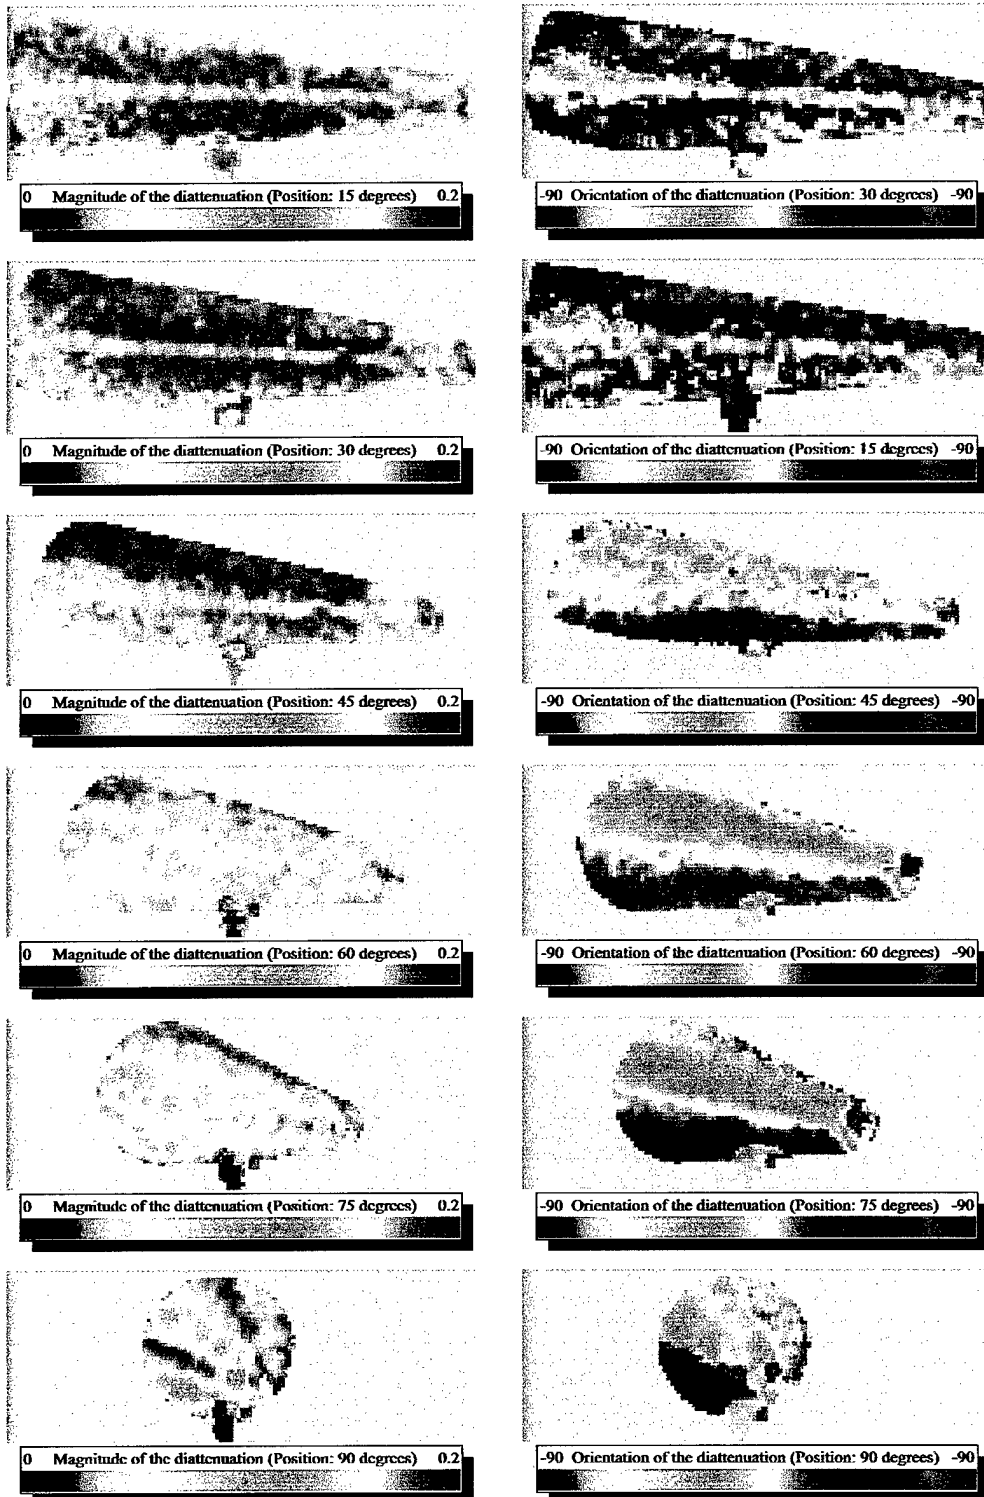 0 Magnitude of the diattenuation (Position: 15 degrees) 0.2
-90 Orientation of the diattenuation (Position: 30 degrees) -90
0 Magnitude of the diattenuation (Position: 30 degrees) 0.2
-90 Orientation of the diattenuation (Position: 15 degrees) -90
0 Magnitude of the diattenuation (Position: 45 degrees) 0.2
-90 Orientation of the diattenuation (Position: 45 degrees) -90
0 Magnitude of the diattenuation (Position: 60 degrees) 0.2
-90 Orientation of the diattenuation (Position: 60 degrees) -90
0 Magnitude of the diattenuation (Position: 75 degrees) 0.2
-90 Orientation of the diattenuation (Position: 75 degrees) -90
0 Magnitude of the diattenuation (Position: 90 degrees) 0.2
-90 Orientation of the diattenuation (Position: 90 degrees) -90